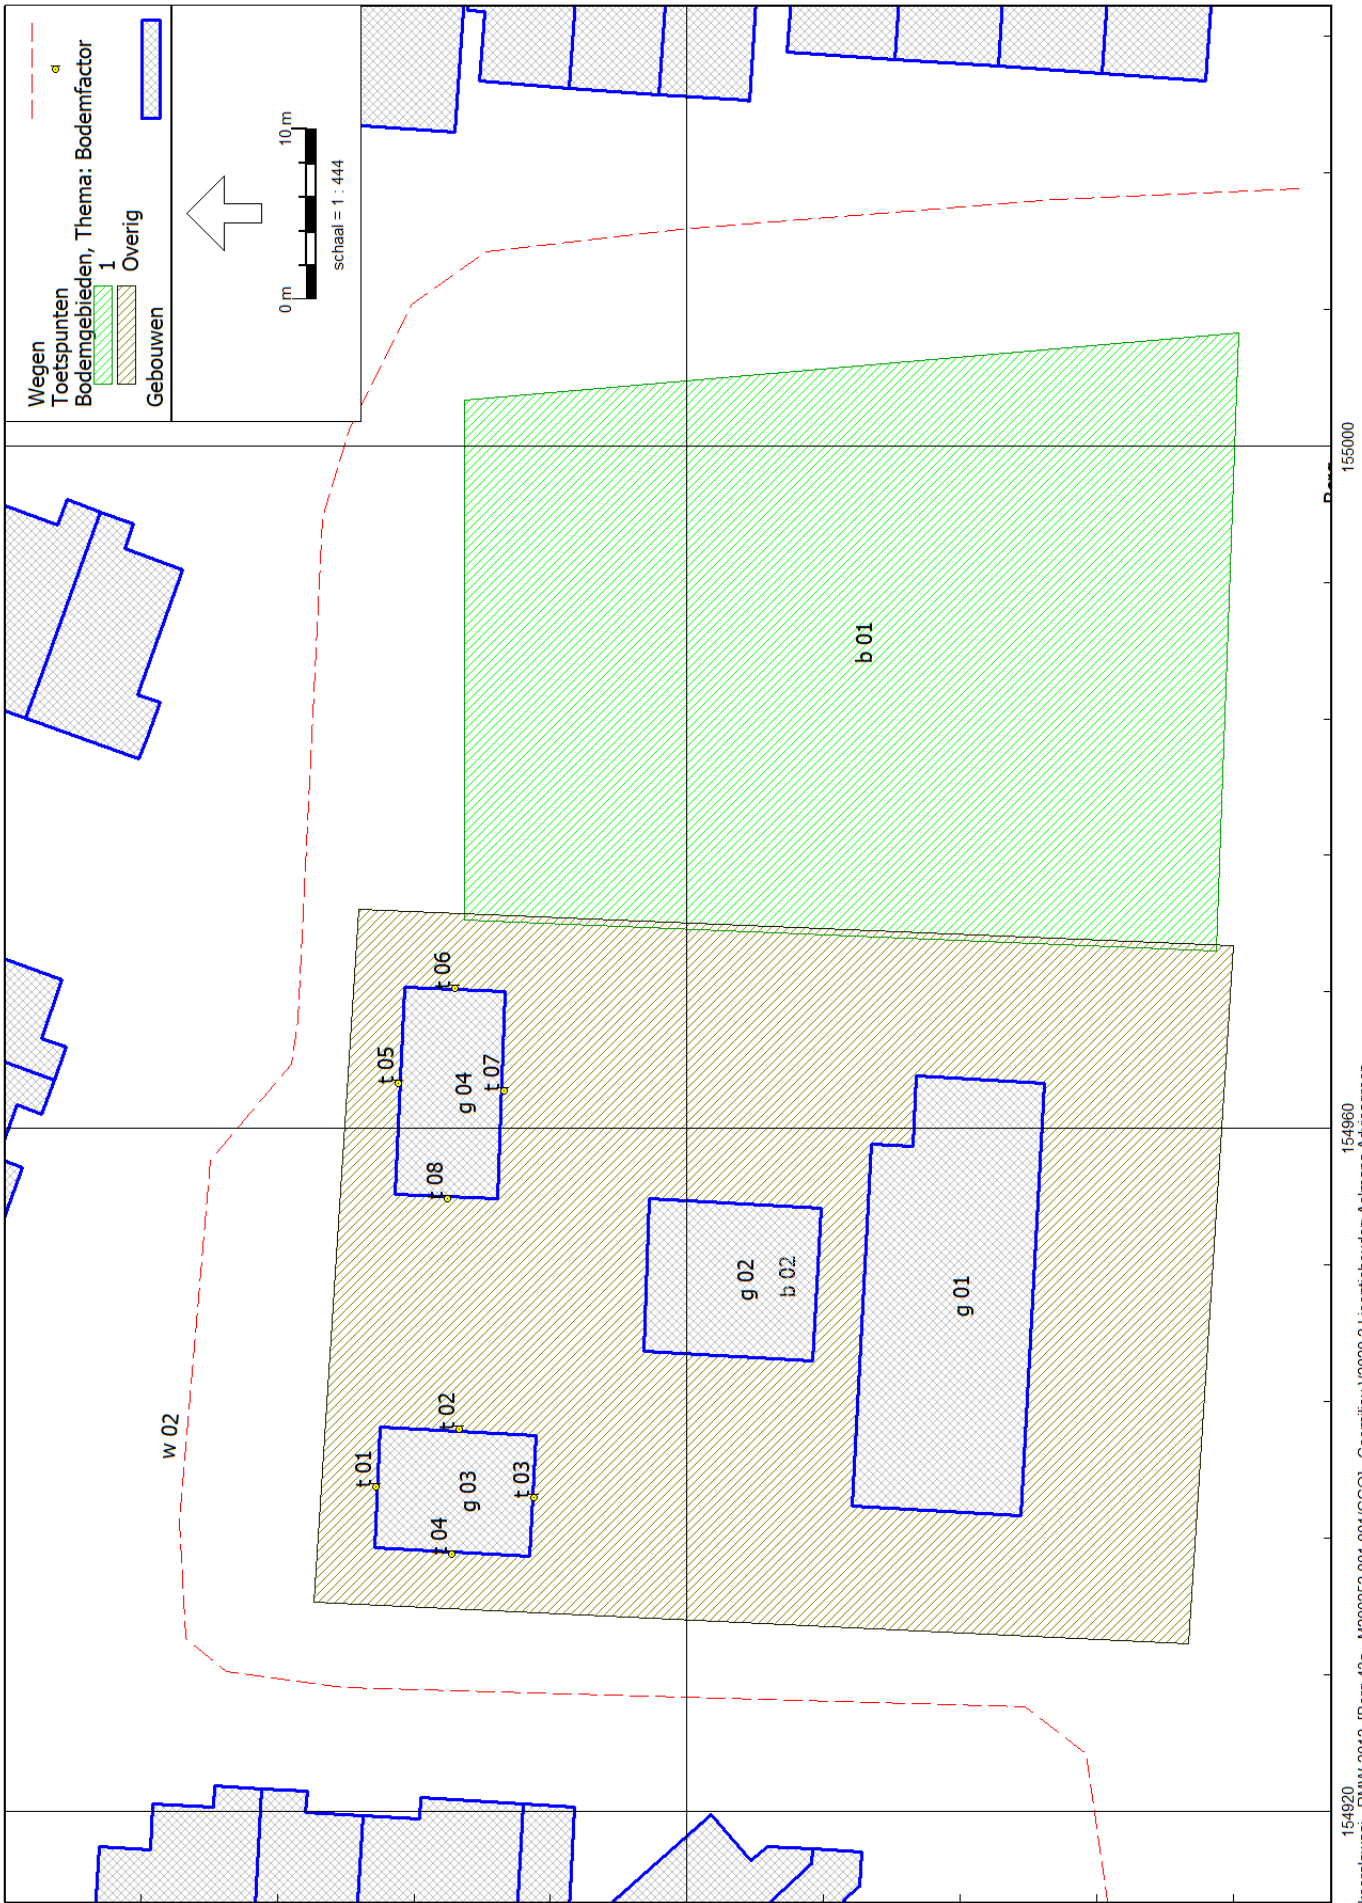 Wegen
Toetspunten
Bodemgebieden, Thema: Bodemfactor
1
Overig
Gebouwen
0 m
10 m
schaal = 1 : 444
w 02
t 01
t 02
t 03
t 04
g 03
t 05
t 06
t 07
t 08
g 04
g 02
b 02
g 01
b 01
154920
154960
155000